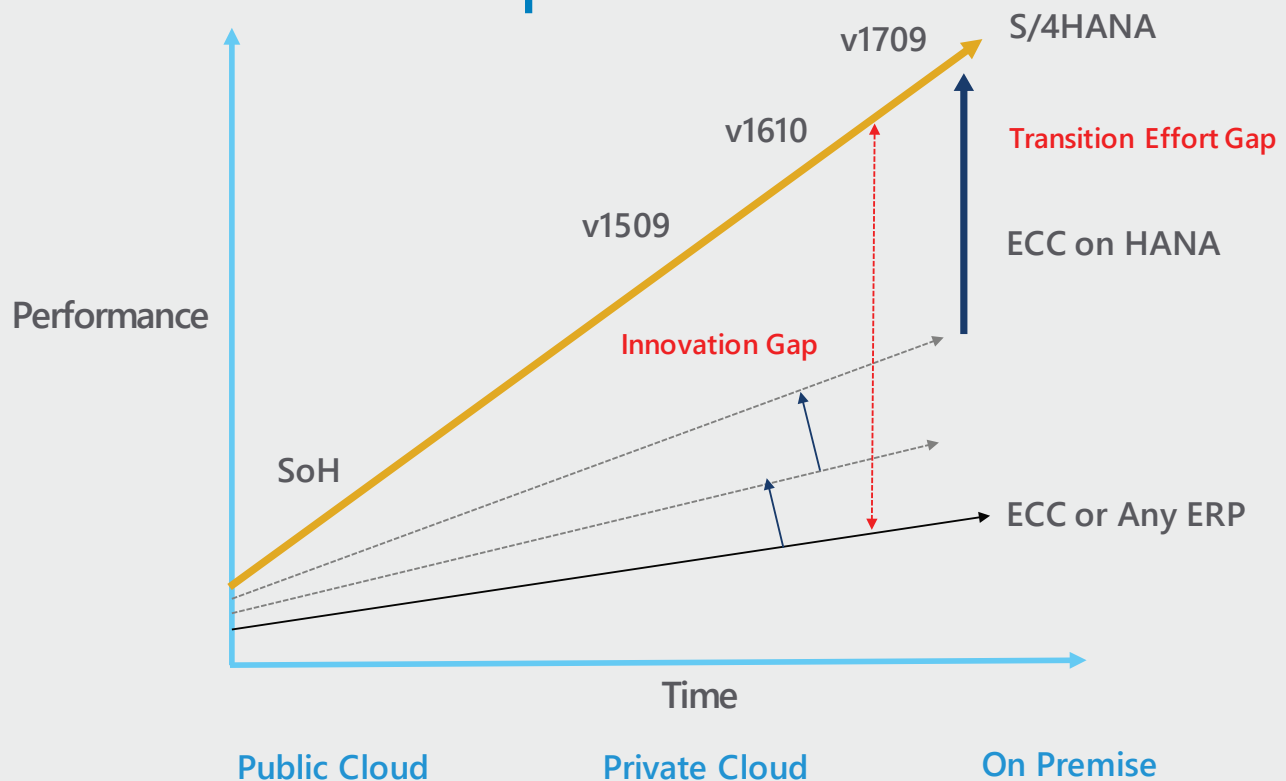 S/4HANA
v1709
v1610
Transition Effort Gap
v1509
ECC on HANA
Performance
Innovation Gap
SoH
ECC or Any ERP
Time
Public Cloud
Private Cloud
On Premise